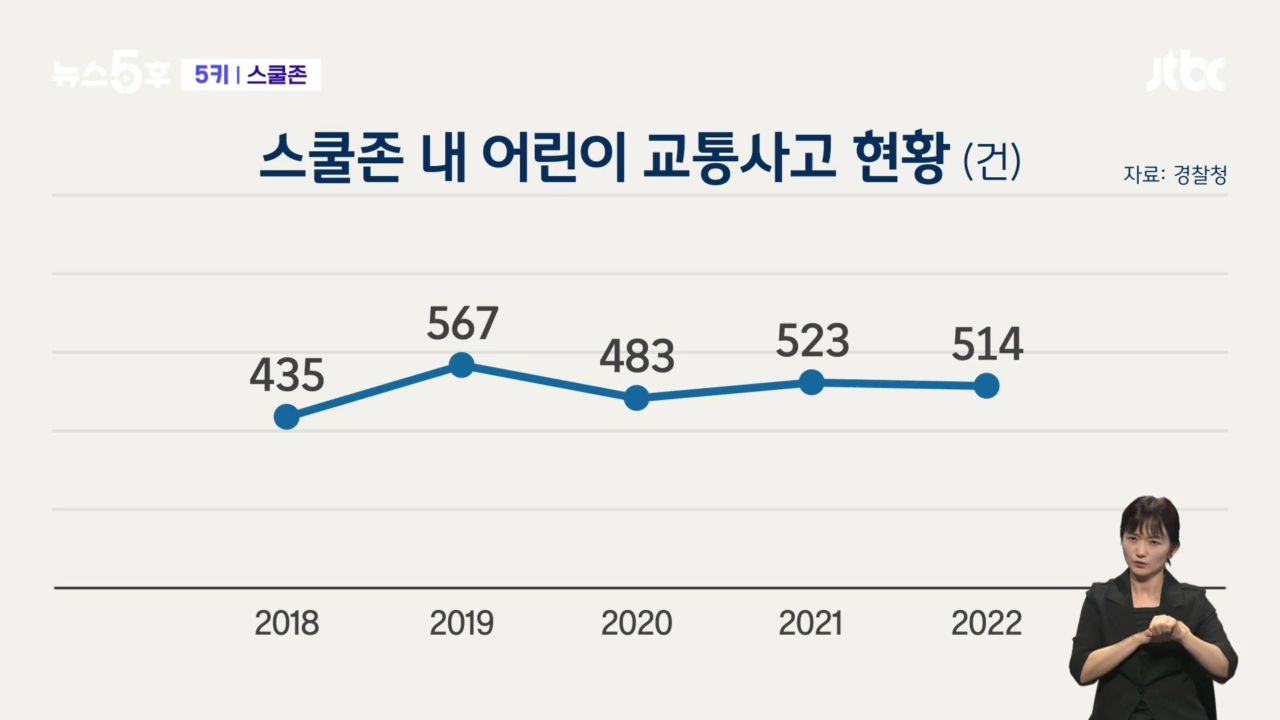 뉴스5후 5키 | 스쿨존
jtbc
스쿨존 내 어린이 교통사고 현황 (건)
자료: 경찰청
435 567 483 523 514
2018 2019 2020 2021 2022